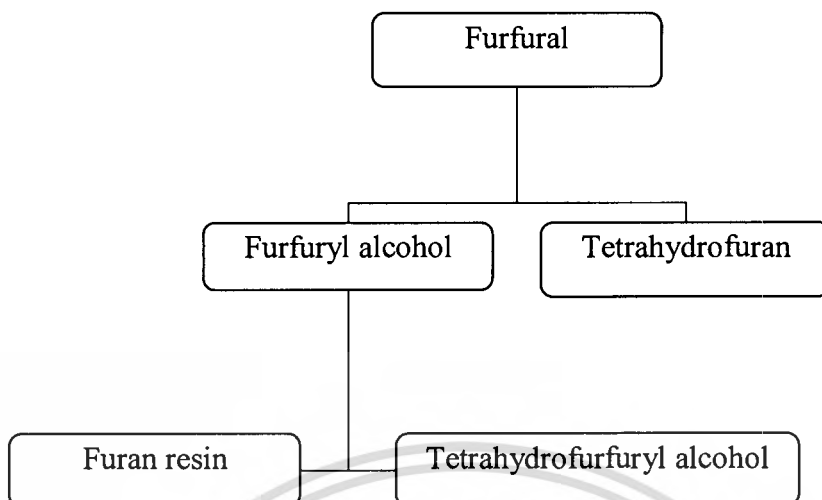 Furfural
Furfuryl alcohol
Tetrahydrofuran
Furan resin
Tetrahydrofurfuryl alcohol